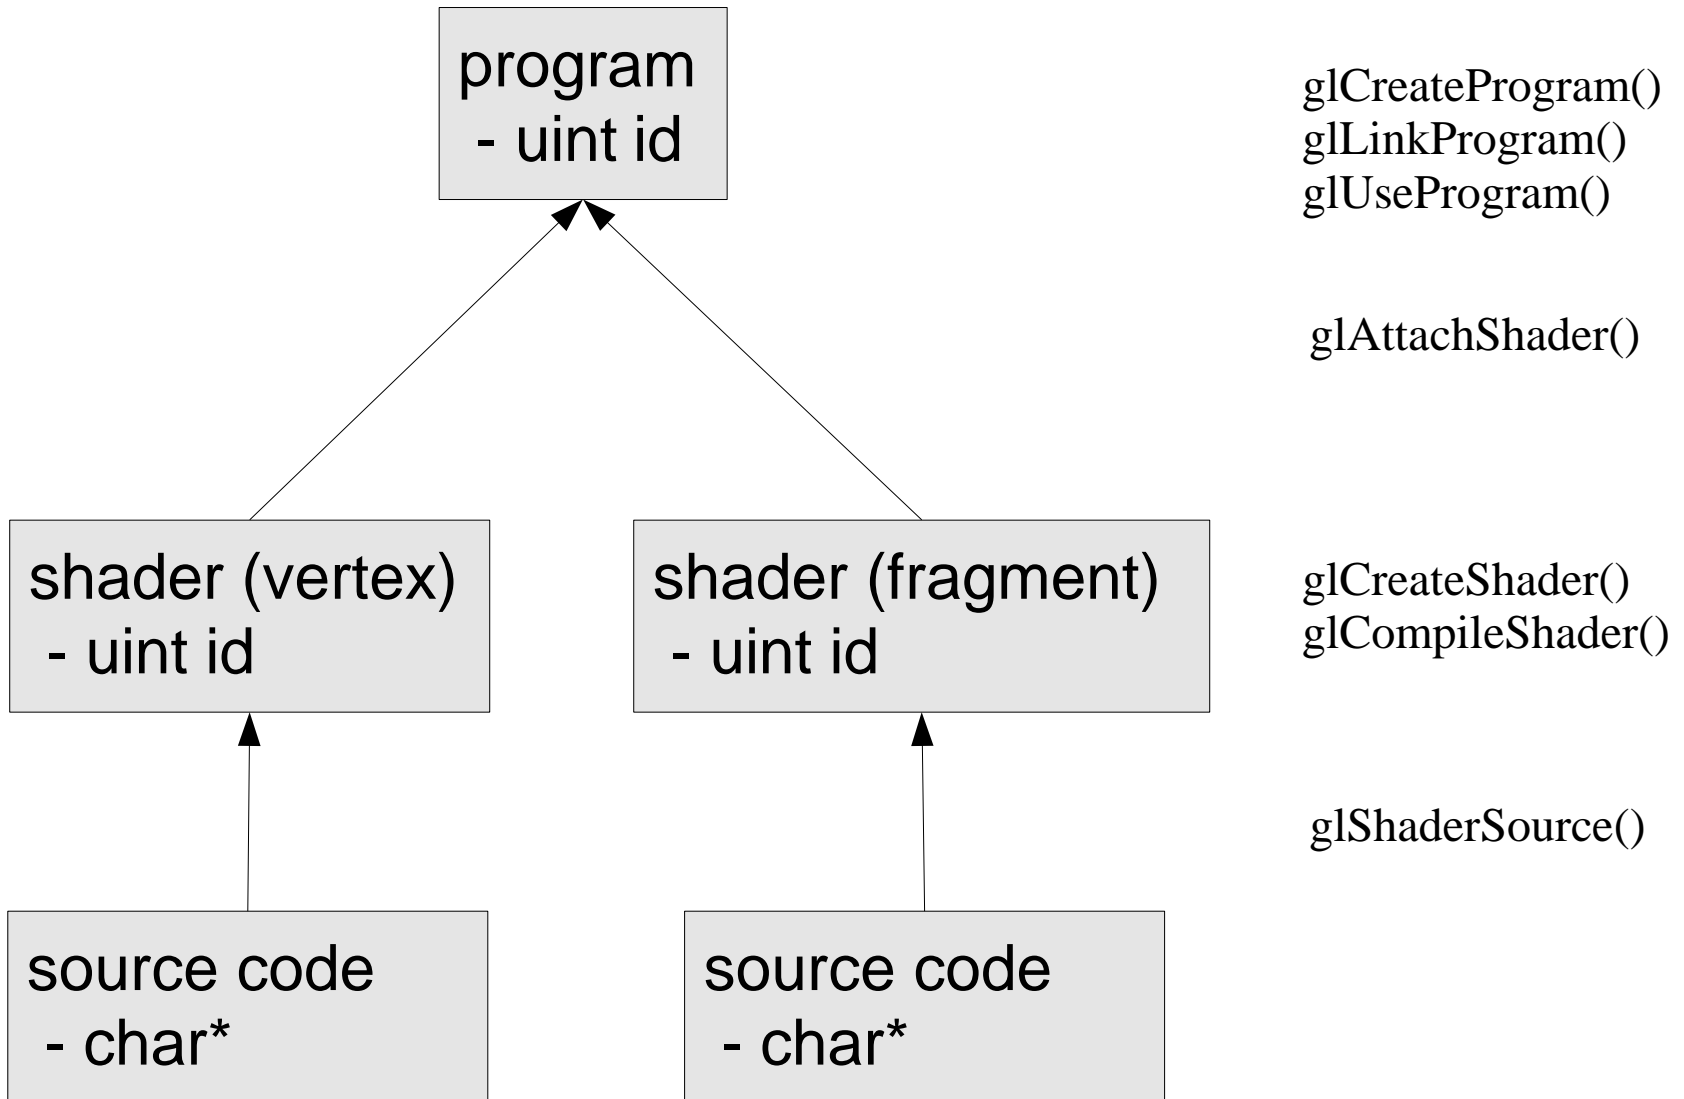 program
- uint id
glCreateProgram()
glLinkProgram()
glUseProgram()
glAttachShader()
shader (vertex)
- uint id
shader (fragment)
- uint id
glCreateShader()
glCompileShader()
glShaderSource()
source code
- char*
source code
- char*